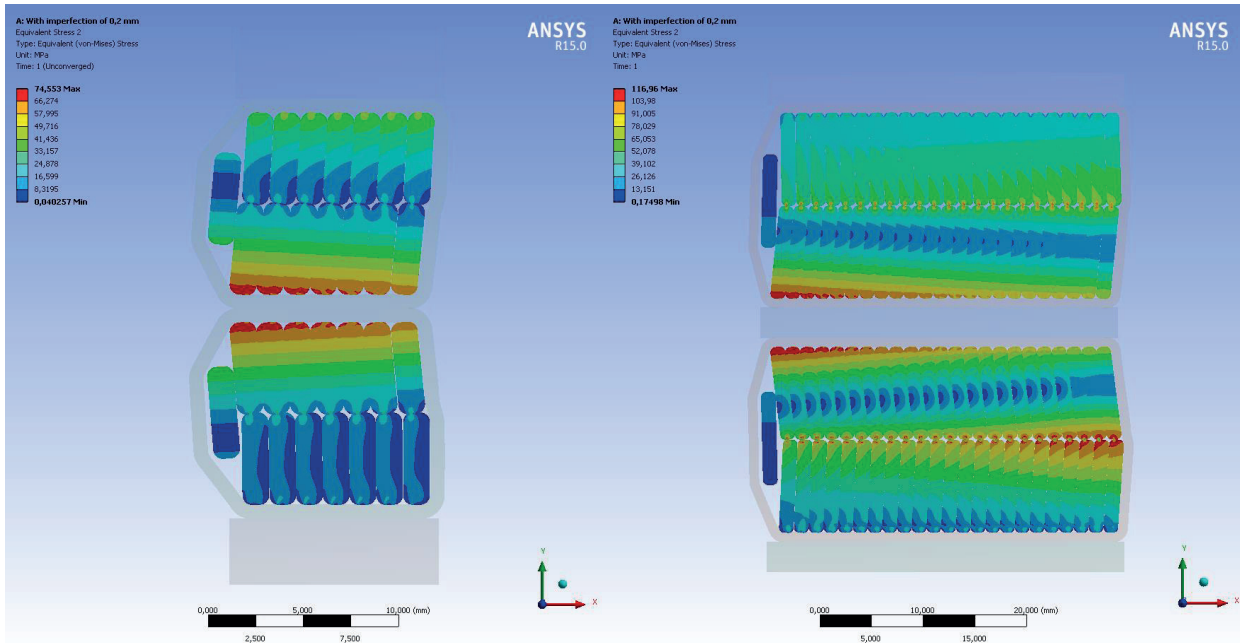 A: With imperfection of 0,2 mm
Equivalent Stress 2
Type: Equivalent (von-Mises) Stress
Unit: MPa
Time: 1 (Unconverged)
74,553 Max
66,274
57,995
49,716
41,436
33,157
24,878
16,599
8,3195
0,040257 Min
ANSYS
R15.0
Y
X
0,000 5,000 10,000 (mm)
2,500 7,500
A: With imperfection of 0,2 mm
Equivalent Stress 2
Type: Equivalent (von-Mises) Stress
Unit: MPa
Time: 1
116,96 Max
103,98
91,005
78,029
65,053
52,078
39,102
26,126
13,151
0,17498 Min
ANSYS
R15.0
Y
X
0,000 10,000 20,000 (mm)
5,000 15,000